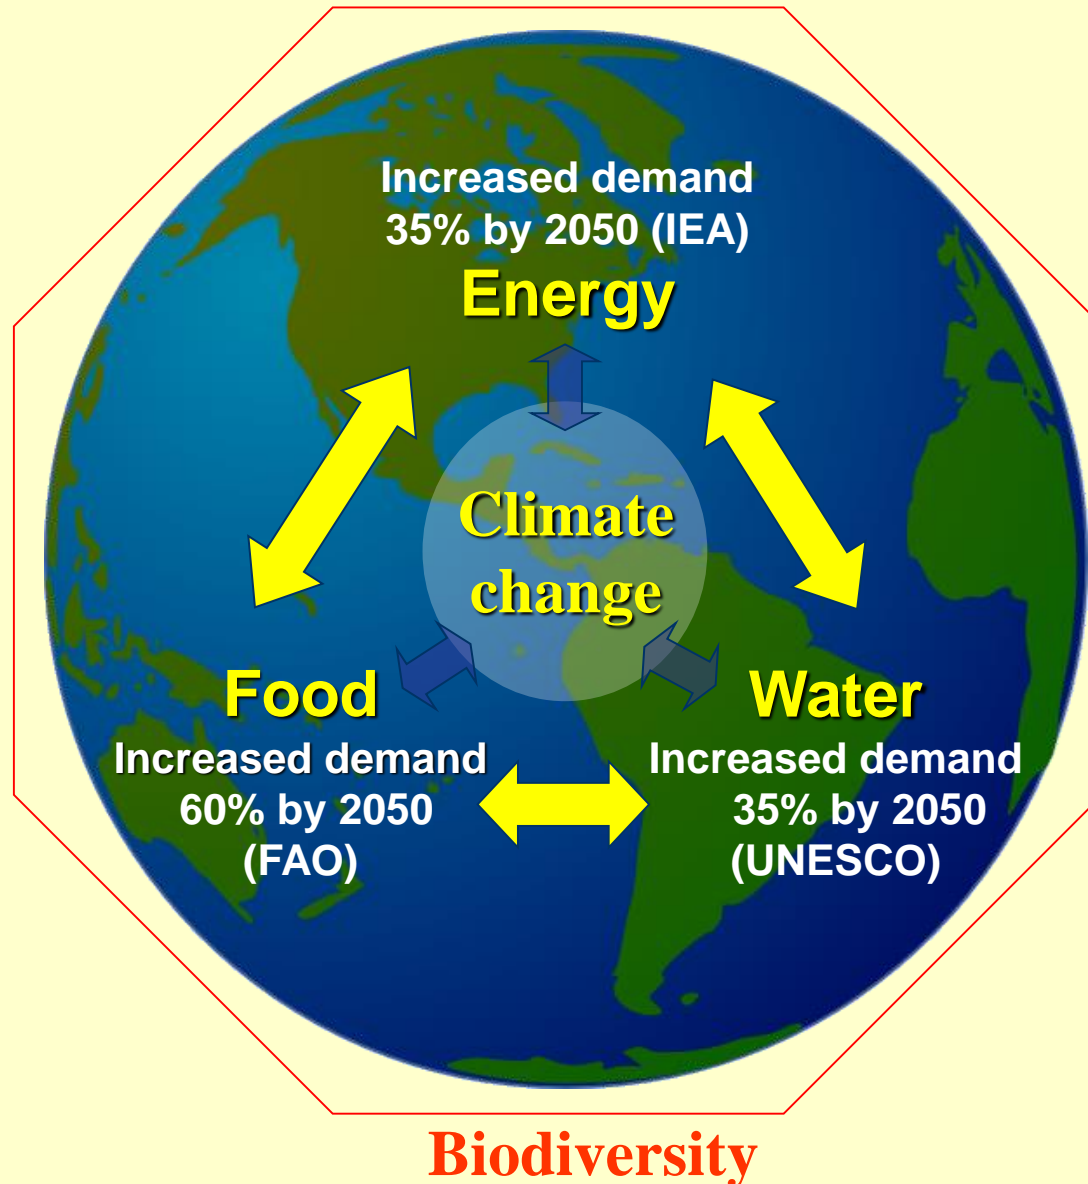 Increased demand
35% by 2050 (IEA)
Energy
Climate
change
Food
Increased demand
60% by 2050
(FAO)
Water
Increased demand
35% by 2050
(UNESCO)
Biodiversity